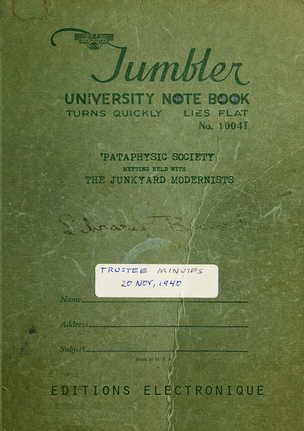 Tumbler
UNIVERSITY NOTE BOOK
TURNS QUICKLY LIES FLAT
No. 1004T
'PATAPHYSIC SOCIETY
MEETING HELD WITH
THE JUNKYARD MODERNISTS
TRUSTEE MINUTES
20 NOV, 1940
Name
Address
Subject
EDITIONS ELECTRONIQUE